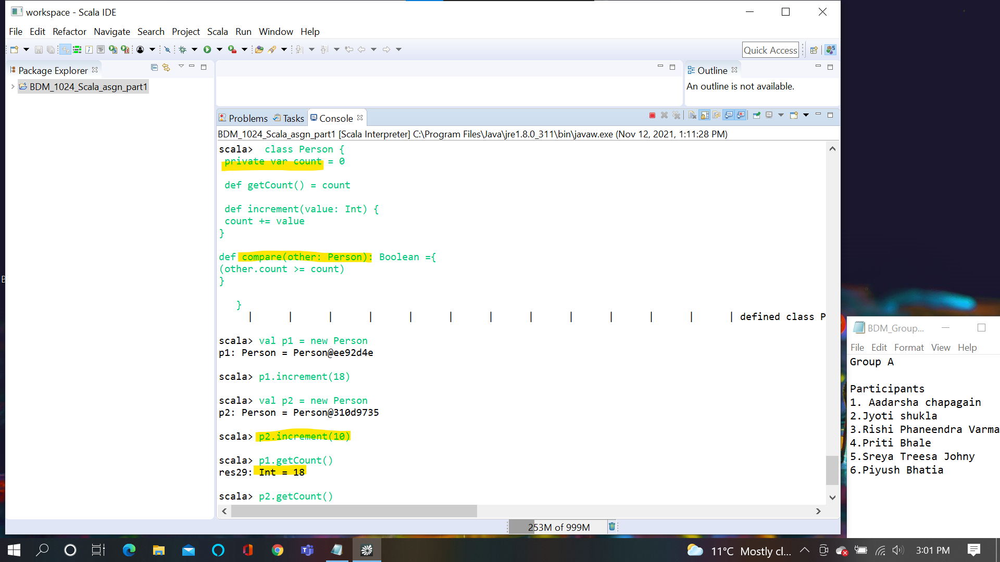 workspace - Scala IDE
File Edit Refactor Navigate Search Project Scala Run Window Help
Quick Access
Package Explorer
BDM_1024_Scala_asgn_part1
Outline
An outline is not available.
Problems Tasks Console
BDM_1024_Scala_asgn_part1 [Scala Interpreter] C:\Program Files\Java\jre1.8.0_311\bin\javaw.exe (Nov 12, 2021, 1:11:28 PM)
scala>  class Person {
private var count = 0
def getCount() = count
def increment(value: Int) {
count += value
}
def compare(other: Person): Boolean ={
(other.count >= count)
}
}
|      |      |      |      |      |      |      |      |      |      |      |      | defined class P
scala> val p1 = new Person
p1: Person = Person@ee92d4e
scala> p1.increment(18)
scala> val p2 = new Person
p2: Person = Person@310d9735
scala> p2.increment(10)
scala> p1.getCount()
res29: Int = 18
scala> p2.getCount()
253M of 999M
BDM_Group...
File Edit Format View Help
Group A
Participants
1. Aadarsha chapagain
2.Jyoti shukla
3.Rishi Phaneendra Varma
4.Priti Bhale
5.Sreya Treesa Johny
6.Piyush Bhatia
11°C Mostly cl...
3:01 PM